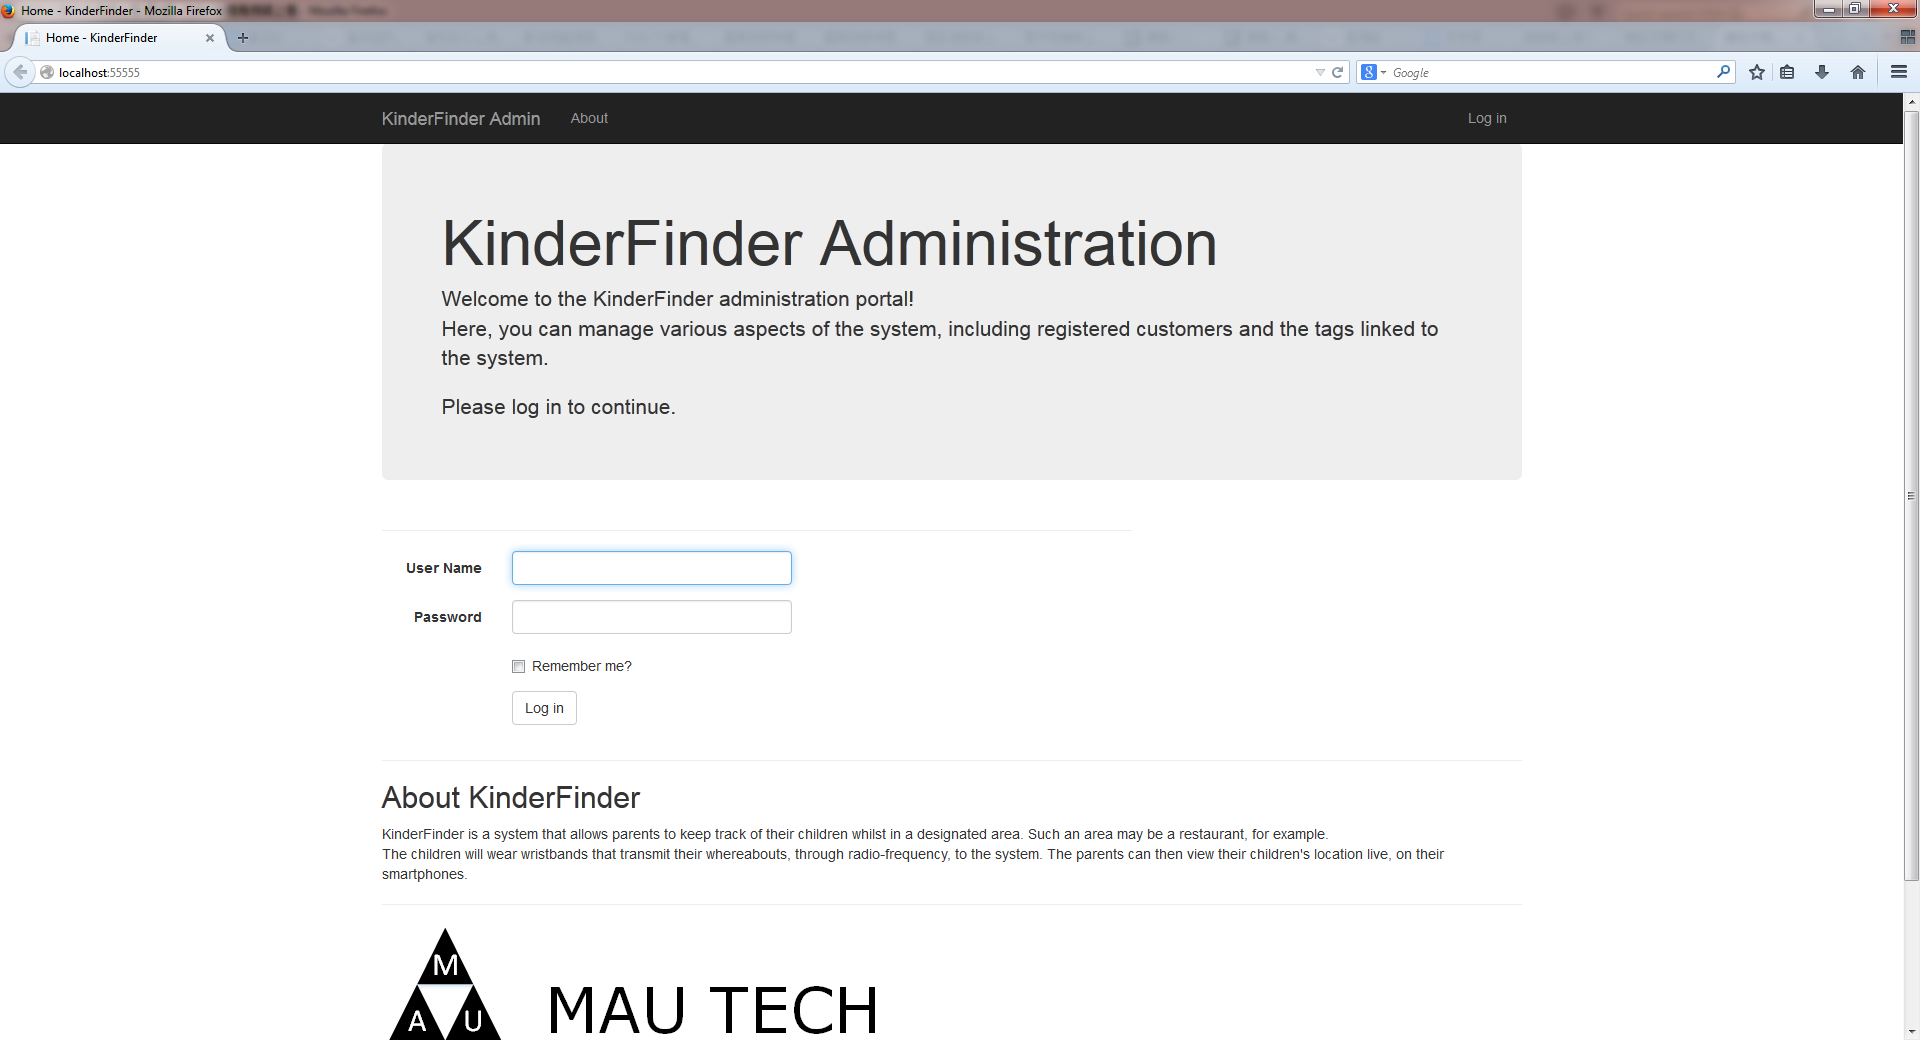 Home - KinderFinder - Mozilla Firefox
Home - KinderFinder
localhost:55555
Google
KinderFinder Admin About Log in
KinderFinder Administration
Welcome to the KinderFinder administration portal!
Here, you can manage various aspects of the system, including registered customers and the tags linked to
the system.
Please log in to continue.
User Name
Password
Remember me?
Log in
About KinderFinder
KinderFinder is a system that allows parents to keep track of their children whilst in a designated area. Such an area may be a restaurant, for example.
The children will wear wristbands that transmit their whereabouts, through radio-frequency, to the system. The parents can then view their children's location live, on their
smartphones.
M
A U
MAU TECH